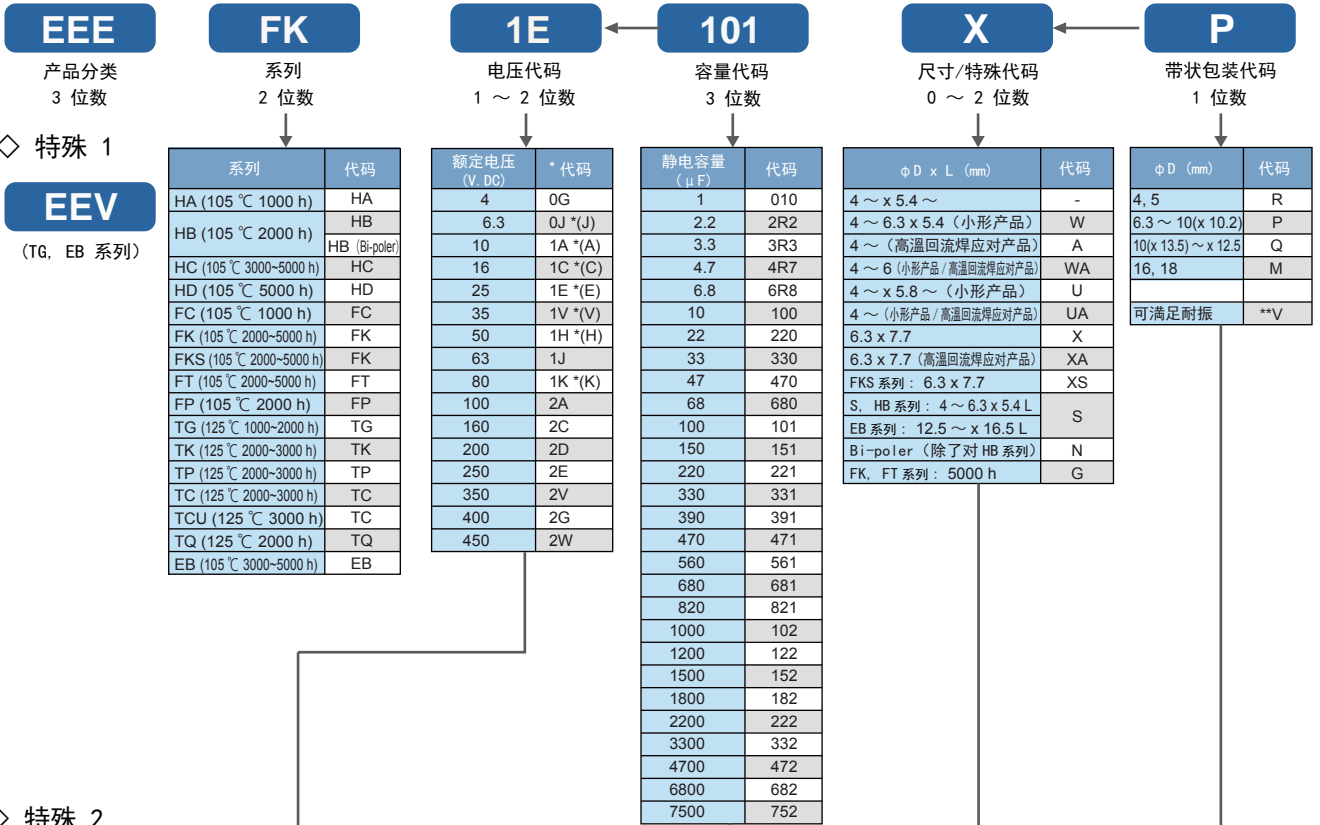 EEE FK 1E 101 X P
产品分类 系列 电压代码 容量代码 尺寸/特殊代码 带状包装代码
3 位数 2 位数 1 ～ 2 位数 3 位数 0 ～ 2 位数 1 位数
◇ 特殊 1
EEV
(TG, EB 系列)
系列 代码
HA (105 ℃ 1000 h) HA
HB (105 ℃ 2000 h) HB
HB (Bi-poler)
HC (105 ℃ 3000~5000 h) HC
HD (105 ℃ 5000 h) HD
FC (105 ℃ 1000 h) FC
FK (105 ℃ 2000~5000 h) FK
FKS (105 ℃ 2000~5000 h) FK
FT (105 ℃ 2000~5000 h) FT
FP (105 ℃ 2000 h) FP
TG (125 ℃ 1000~2000 h) TG
TK (125 ℃ 2000~3000 h) TK
TP (125 ℃ 2000~3000 h) TP
TC (125 ℃ 2000~3000 h) TC
TCU (125 ℃ 3000 h) TC
TQ (125 ℃ 2000 h) TQ
EB (105 ℃ 3000~5000 h) EB
额定电压 (V.DC) * 代码
4 0G
6.3 0J *(J)
10 1A *(A)
16 1C *(C)
25 1E *(E)
35 1V *(V)
50 1H *(H)
63 1J
80 1K *(K)
100 2A
160 2C
200 2D
250 2E
350 2V
400 2G
450 2W
静电容量 (μF) 代码
1 010
2.2 2R2
3.3 3R3
4.7 4R7
6.8 6R8
10 100
22 220
33 330
47 470
68 680
100 101
150 151
220 221
330 331
390 391
470 471
560 561
680 681
820 821
1000 102
1200 122
1500 152
1800 182
2200 222
3300 332
4700 472
6800 682
7500 752
φD x L (㎜) 代码
4 ～ x 5.4 ～ -
4 ～ 6.3 x 5.4 (小形产品) W
4 ～ (高溫回流焊应对产品) A
4 ～ 6 (小形产品 / 高溫回流焊应对产品) WA
4 ～ x 5.8 ～ (小形产品) U
4 ～ (小形产品 / 高溫回流焊应对产品) UA
6.3 x 7.7 X
6.3 x 7.7 (高溫回流焊应对产品) XA
FKS 系列 : 6.3 x 7.7 XS
S, HB 系列 : 4 ～ 6.3 x 5.4 L S
EB 系列 : 12.5 ～ x 16.5 L
Bi-poler (除了对 HB 系列) N
FK, FT 系列 : 5000 h G
φD (㎜) 代码
4, 5 R
6.3 ～ 10(x 10.2) P
10(x 13.5) ～ x 12.5 Q
16, 18 M
可满足耐振 **V
◇ 特殊 2